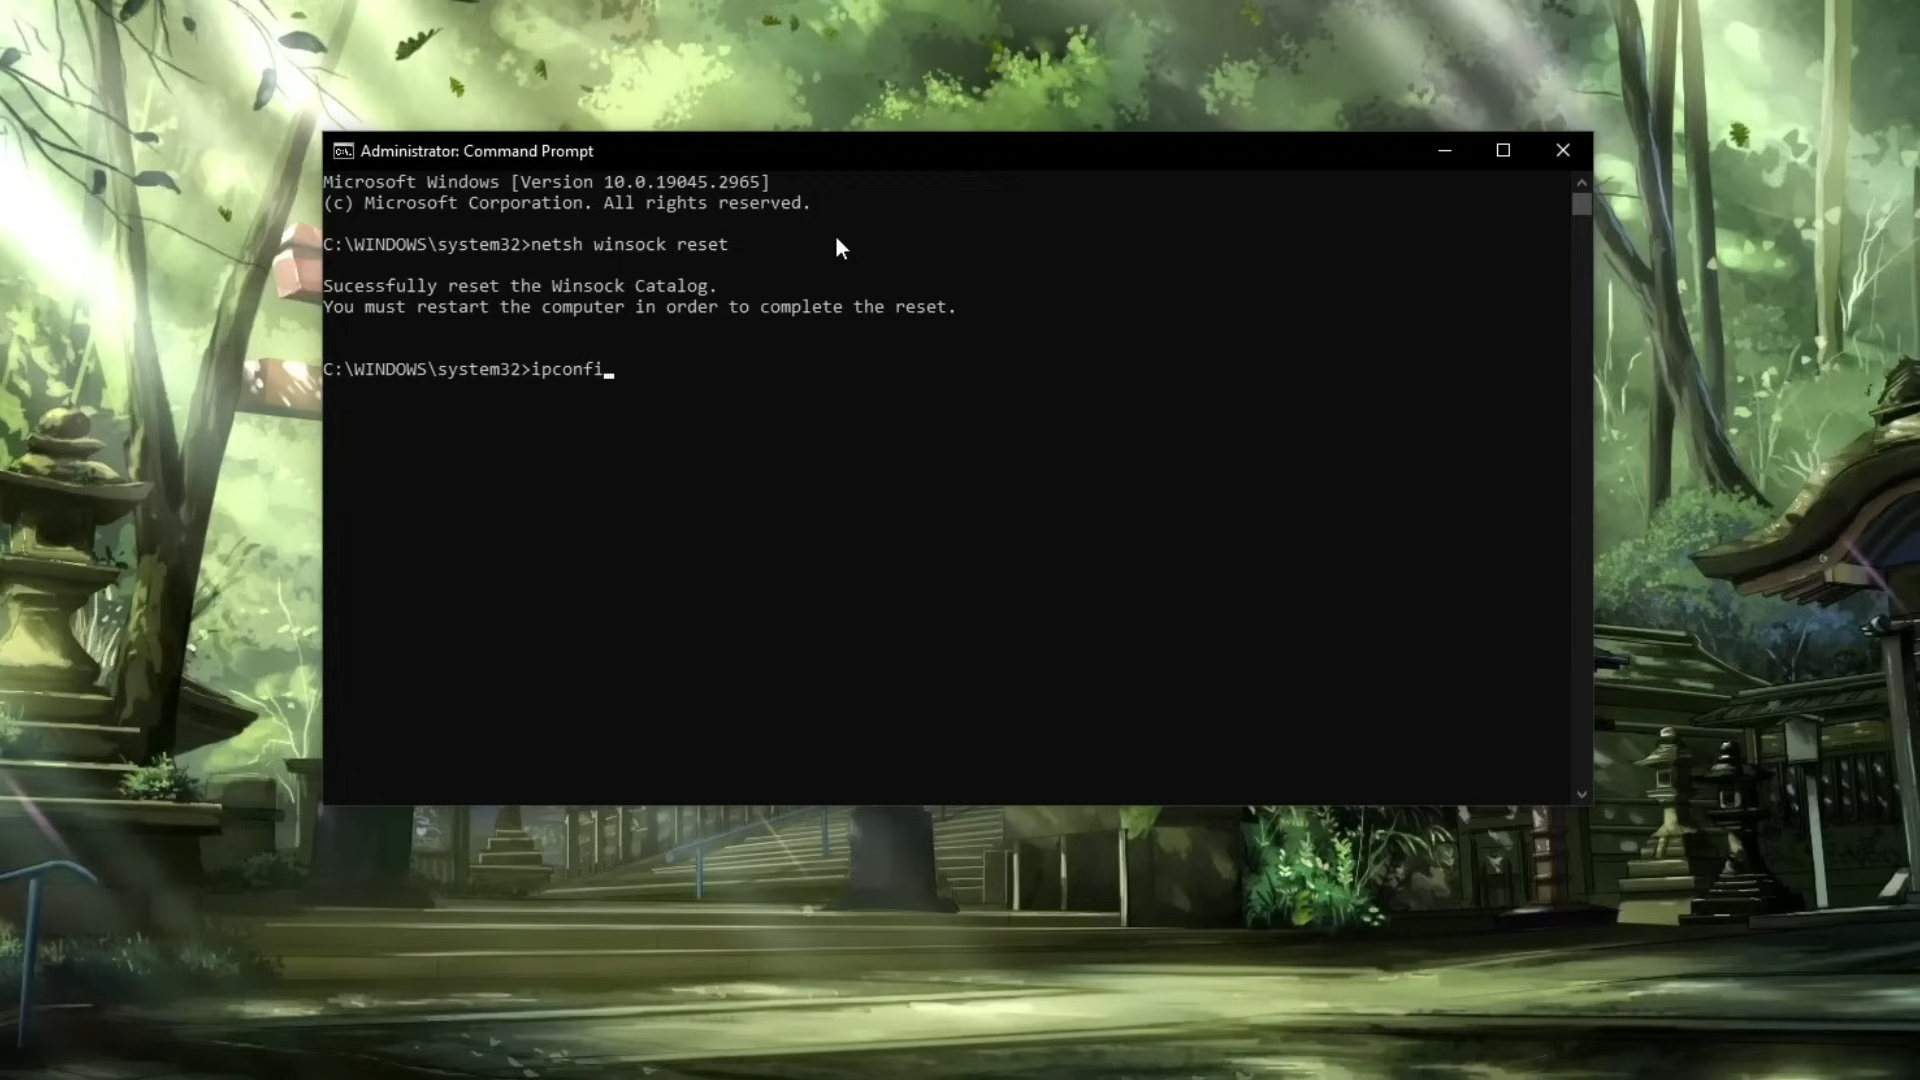 Administrator: Command Prompt
Microsoft Windows [Version 10.0.19045.2965]
(c) Microsoft Corporation. All rights reserved.
C:\WINDOWS\system32>netsh winsock reset
Sucessfully reset the Winsock Catalog.
You must restart the computer in order to complete the reset.
C:\WINDOWS\system32>ipconfi